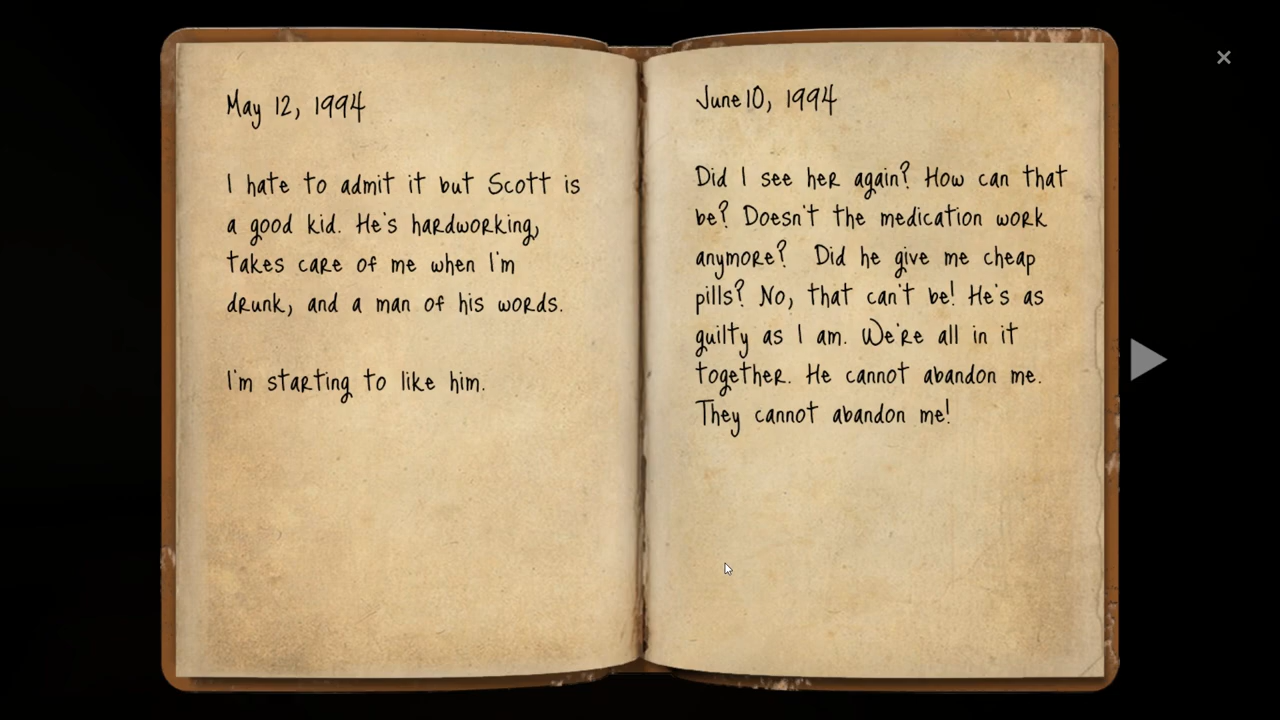 May 12, 1994
I hate to admit it but Scott is
a good kid. He's hardworking,
takes care of me when I'm
drunk, and a man of his words.
I'm starting to like him.
June 10, 1994
Did I see her again? How can that
be? Doesn't the medication work
anymore? Did he give me cheap
pills? No, that can't be! He's as
guilty as I am. We're all in it
together. He cannot abandon me.
They cannot abandon me!